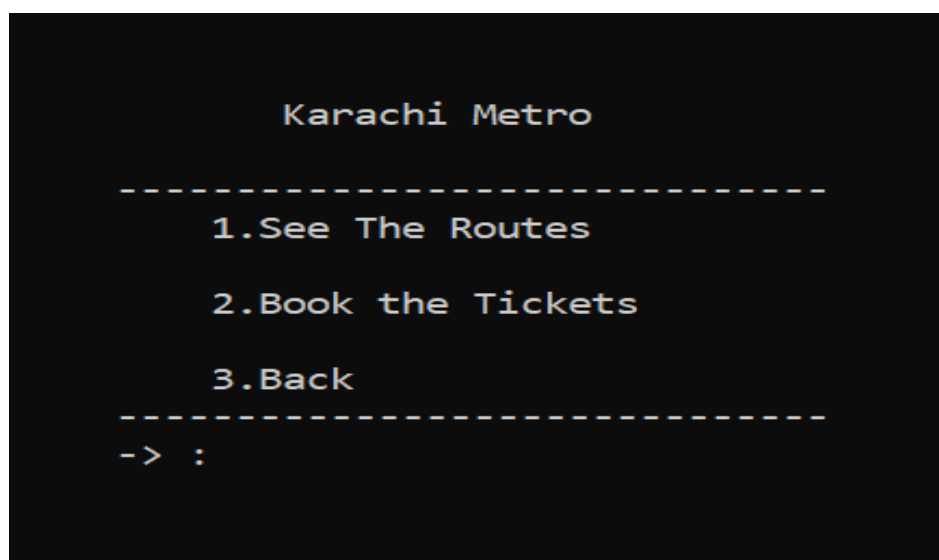 Karachi Metro
------------------------------
1.See The Routes
2.Book the Tickets
3.Back
------------------------------
-> :